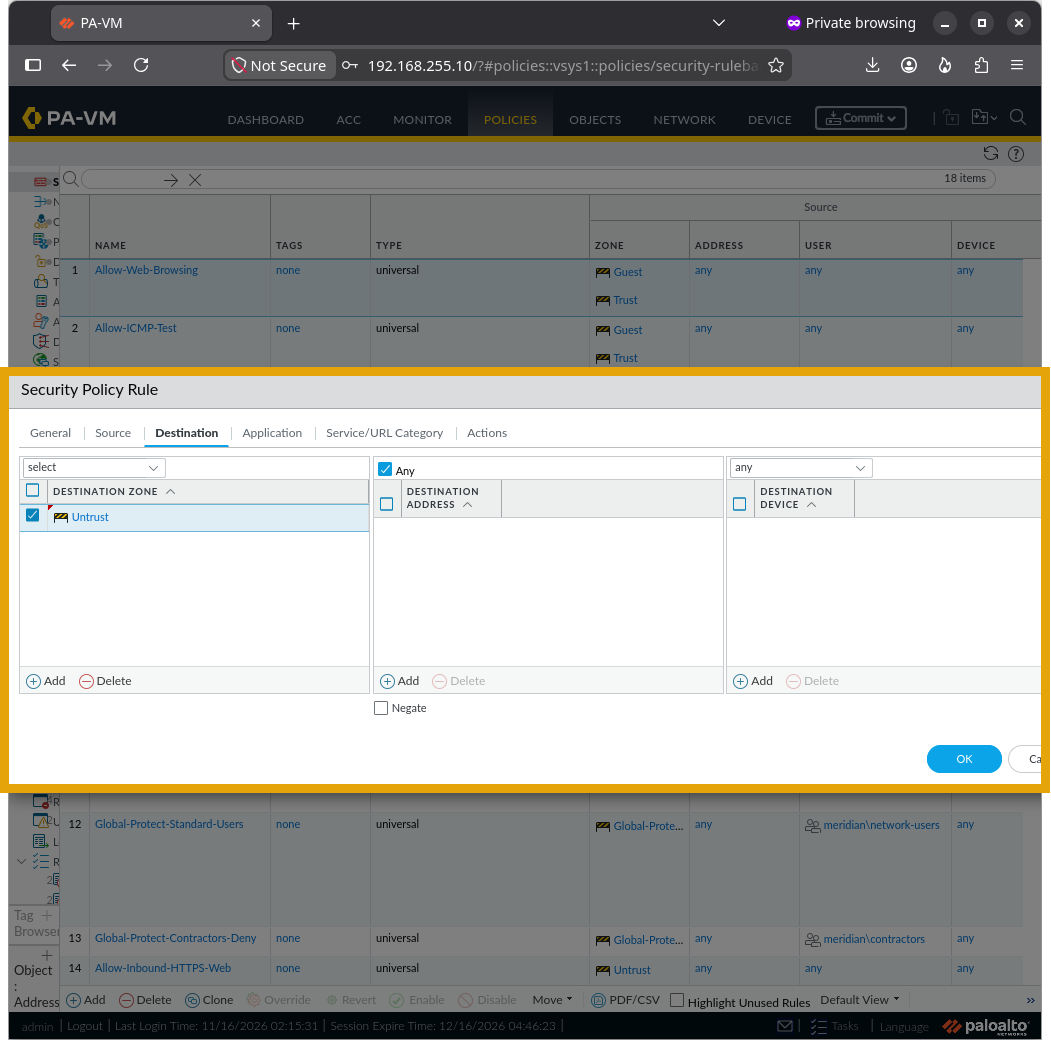 PA-VM
Private browsing
Not Secure
192.168.255.10/?#policies::vsys1::policies/security-ruleba
PA-VM
DASHBOARD
ACC
MONITOR
POLICIES
OBJECTS
NETWORK
DEVICE
Commit
18 items
Source
NAME
TAGS
TYPE
ZONE
ADDRESS
USER
DEVICE
1
Allow-Web-Browsing
none
universal
Guest
any
any
any
Trust
2
Allow-ICMP-Test
none
universal
Guest
any
any
any
Trust
Security Policy Rule
General
Source
Destination
Application
Service/URL Category
Actions
select
Any
any
DESTINATION ZONE
DESTINATION
ADDRESS
DESTINATION
DEVICE
Untrust
Add
Delete
Add
Delete
Add
Delete
Negate
OK
Ca
12
Global-Protect-Standard-Users
none
universal
Global-Prote...
any
meridian\network-users
any
13
Global-Protect-Contractors-Deny
none
universal
Global-Prote...
any
meridian\contractors
any
14
Allow-Inbound-HTTPS-Web
none
universal
Untrust
any
any
any
Tag
Browser
Object
:
Address
Add
Delete
Clone
Override
Revert
Enable
Disable
Move
PDF/CSV
Highlight Unused Rules
Default View
»
admin | Logout | Last Login Time: 11/16/2026 02:15:31 | Session Expire Time: 12/16/2026 04:46:23 |
Tasks
Language
paloalto
NETWORKS